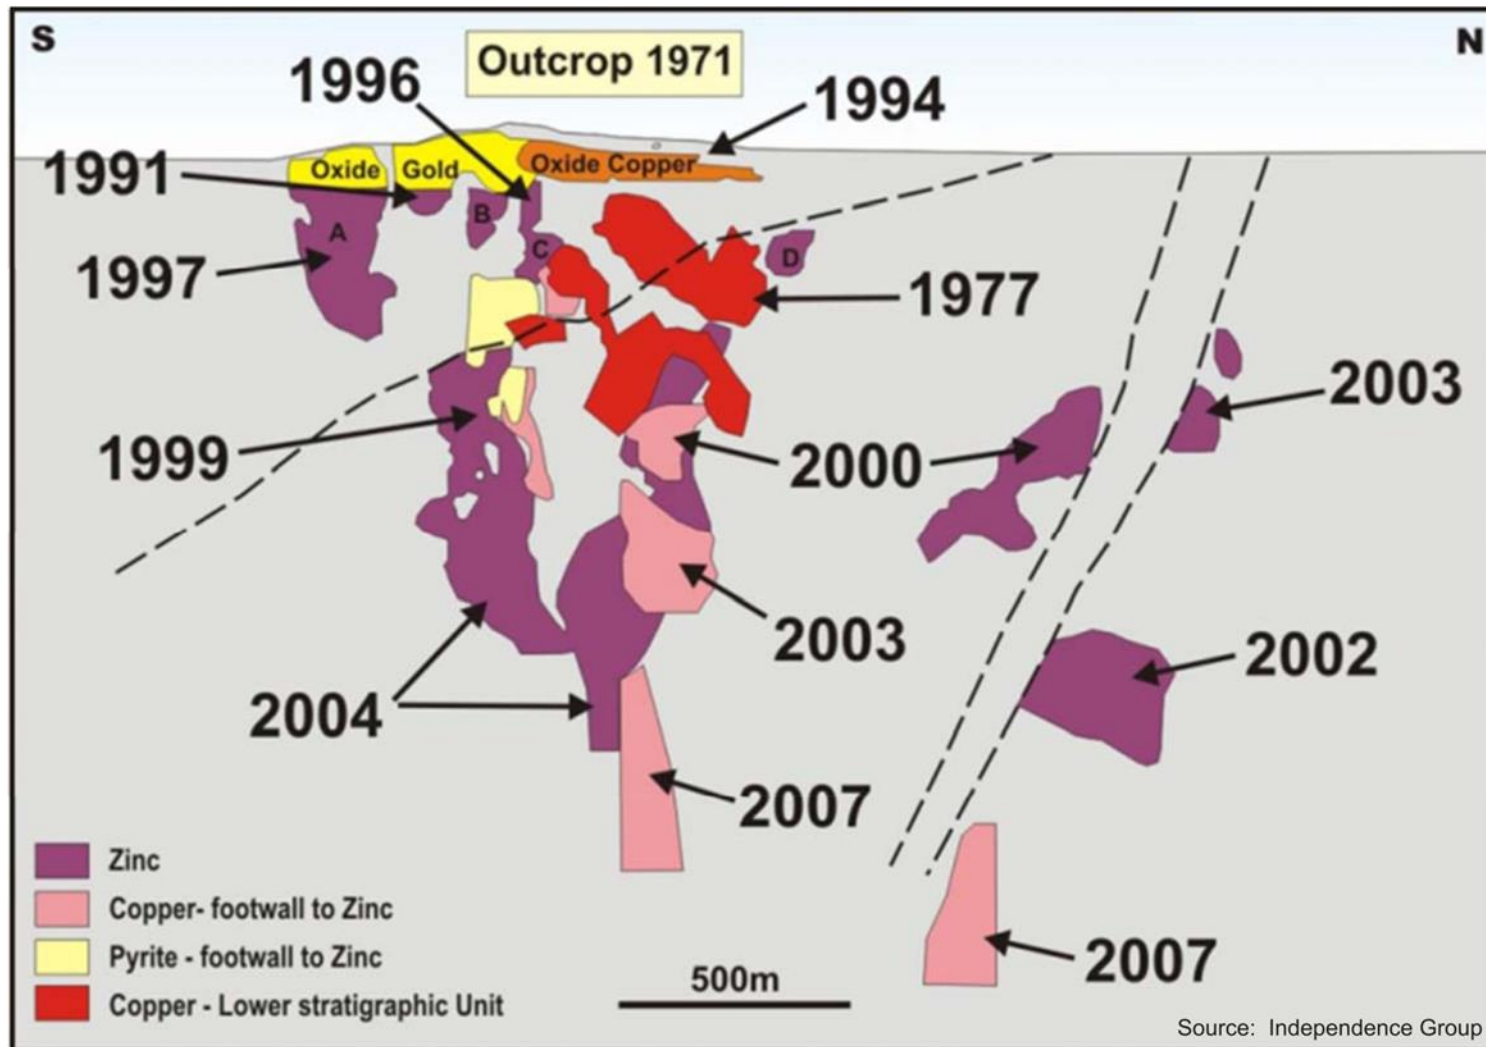 S
N
Outcrop 1971
1996
1994
1991
Oxide
Gold
Oxide Copper
A
B
C
D
1997
1977
1999
2000
2003
2003
2004
2002
2007
2007
Zinc
Copper- footwall to Zinc
Pyrite - footwall to Zinc
Copper - Lower stratigraphic Unit
500m
Source: Independence Group